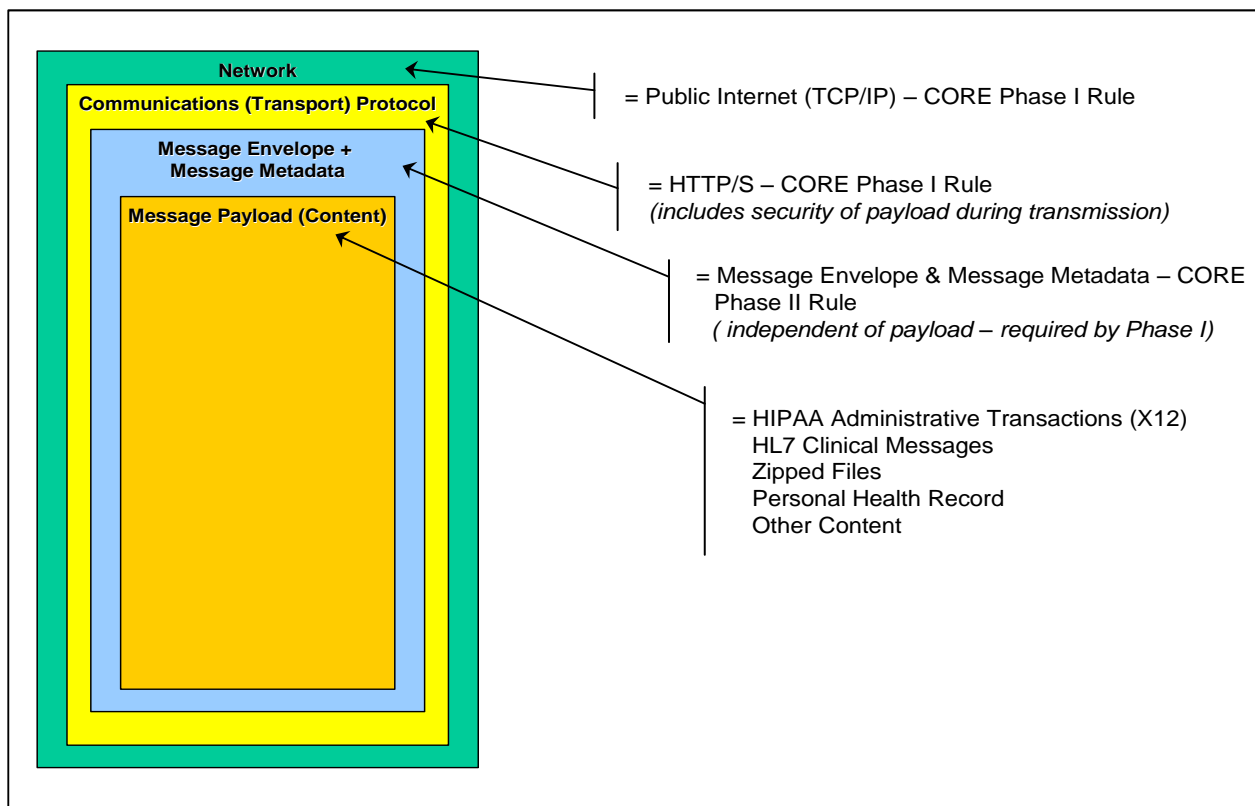 Network
Communications (Transport) Protocol
Message Envelope +
Message Metadata
Message Payload (Content)
= Public Internet (TCP/IP) – CORE Phase I Rule
= HTTP/S – CORE Phase I Rule
(includes security of payload during transmission)
= Message Envelope & Message Metadata – CORE
Phase II Rule
( independent of payload – required by Phase I)
= HIPAA Administrative Transactions (X12)
HL7 Clinical Messages
Zipped Files
Personal Health Record
Other Content